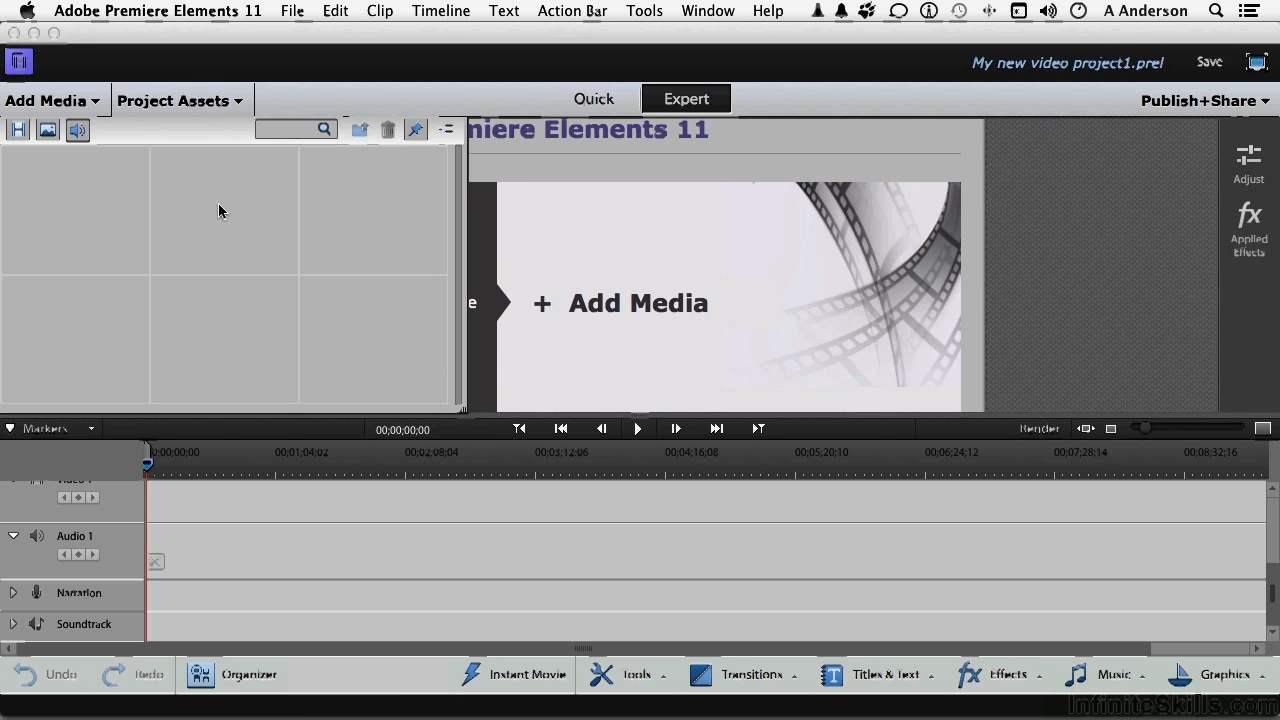 Adobe Premiere Elements 11 File Edit Clip Timeline Text Action Bar Tools Window Help A Anderson
My new video project1.prel Save
Add Media Project Assets Quick Expert Publish+Share
miere Elements 11
Adjust
fx
Applied
Effects
e + Add Media
Markers 00;00;00;00 Render
0;00;00;00 00;01;04;02 00;02;08;04 00;03;12;06 00;04;16;08 00;05;20;10 00;06;24;12 00;07;28;14 00;08;32;16
Video 1
Audio 1
Narration
Soundtrack
Undo Redo Organizer Instant Movie Tools Transitions T Titles & Text fx Effects Music Graphics
InfiniteSkills.com